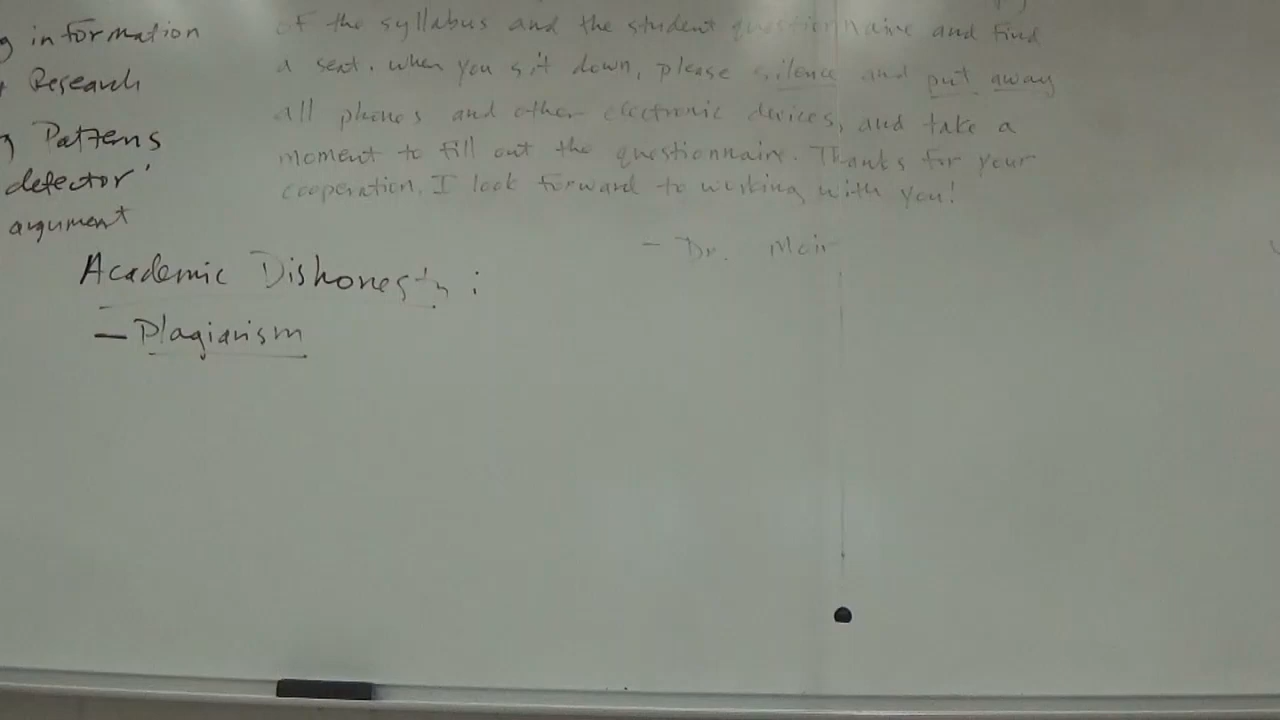 information
Research
Patterns
defector'
argument
of the syllabus and the student questionnaire and find
a seat. When you sit down, please silence and put away
all phones and other electronic devices, and take a
moment to fill out the questionnaire. Thanks for your
cooperation. I look forward to working with you!
- Dr. Moir
Academic Dishonesty:
- Plagiarism